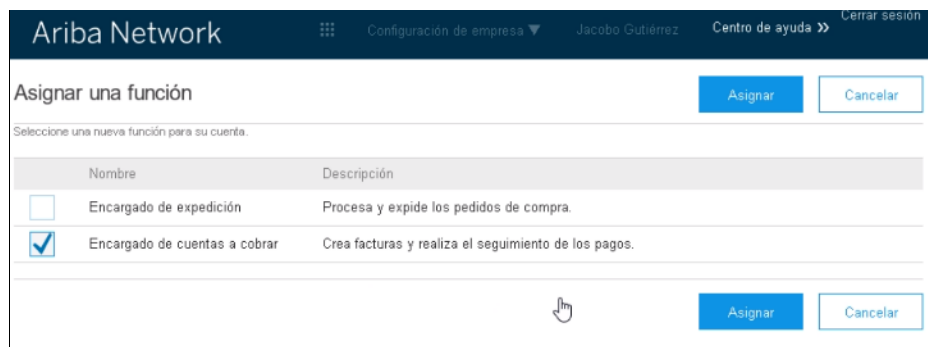 Cerrar sesión
Ariba Network Configuración de empresa ▼ Jacobo Gutiérrez Centro de ayuda >>
Asignar una función Asignar Cancelar
Seleccione una nueva función para su cuenta.
Nombre Descripción
Encargado de expedición Procesa y expide los pedidos de compra.
Encargado de cuentas a cobrar Crea facturas y realiza el seguimiento de los pagos.
Asignar Cancelar